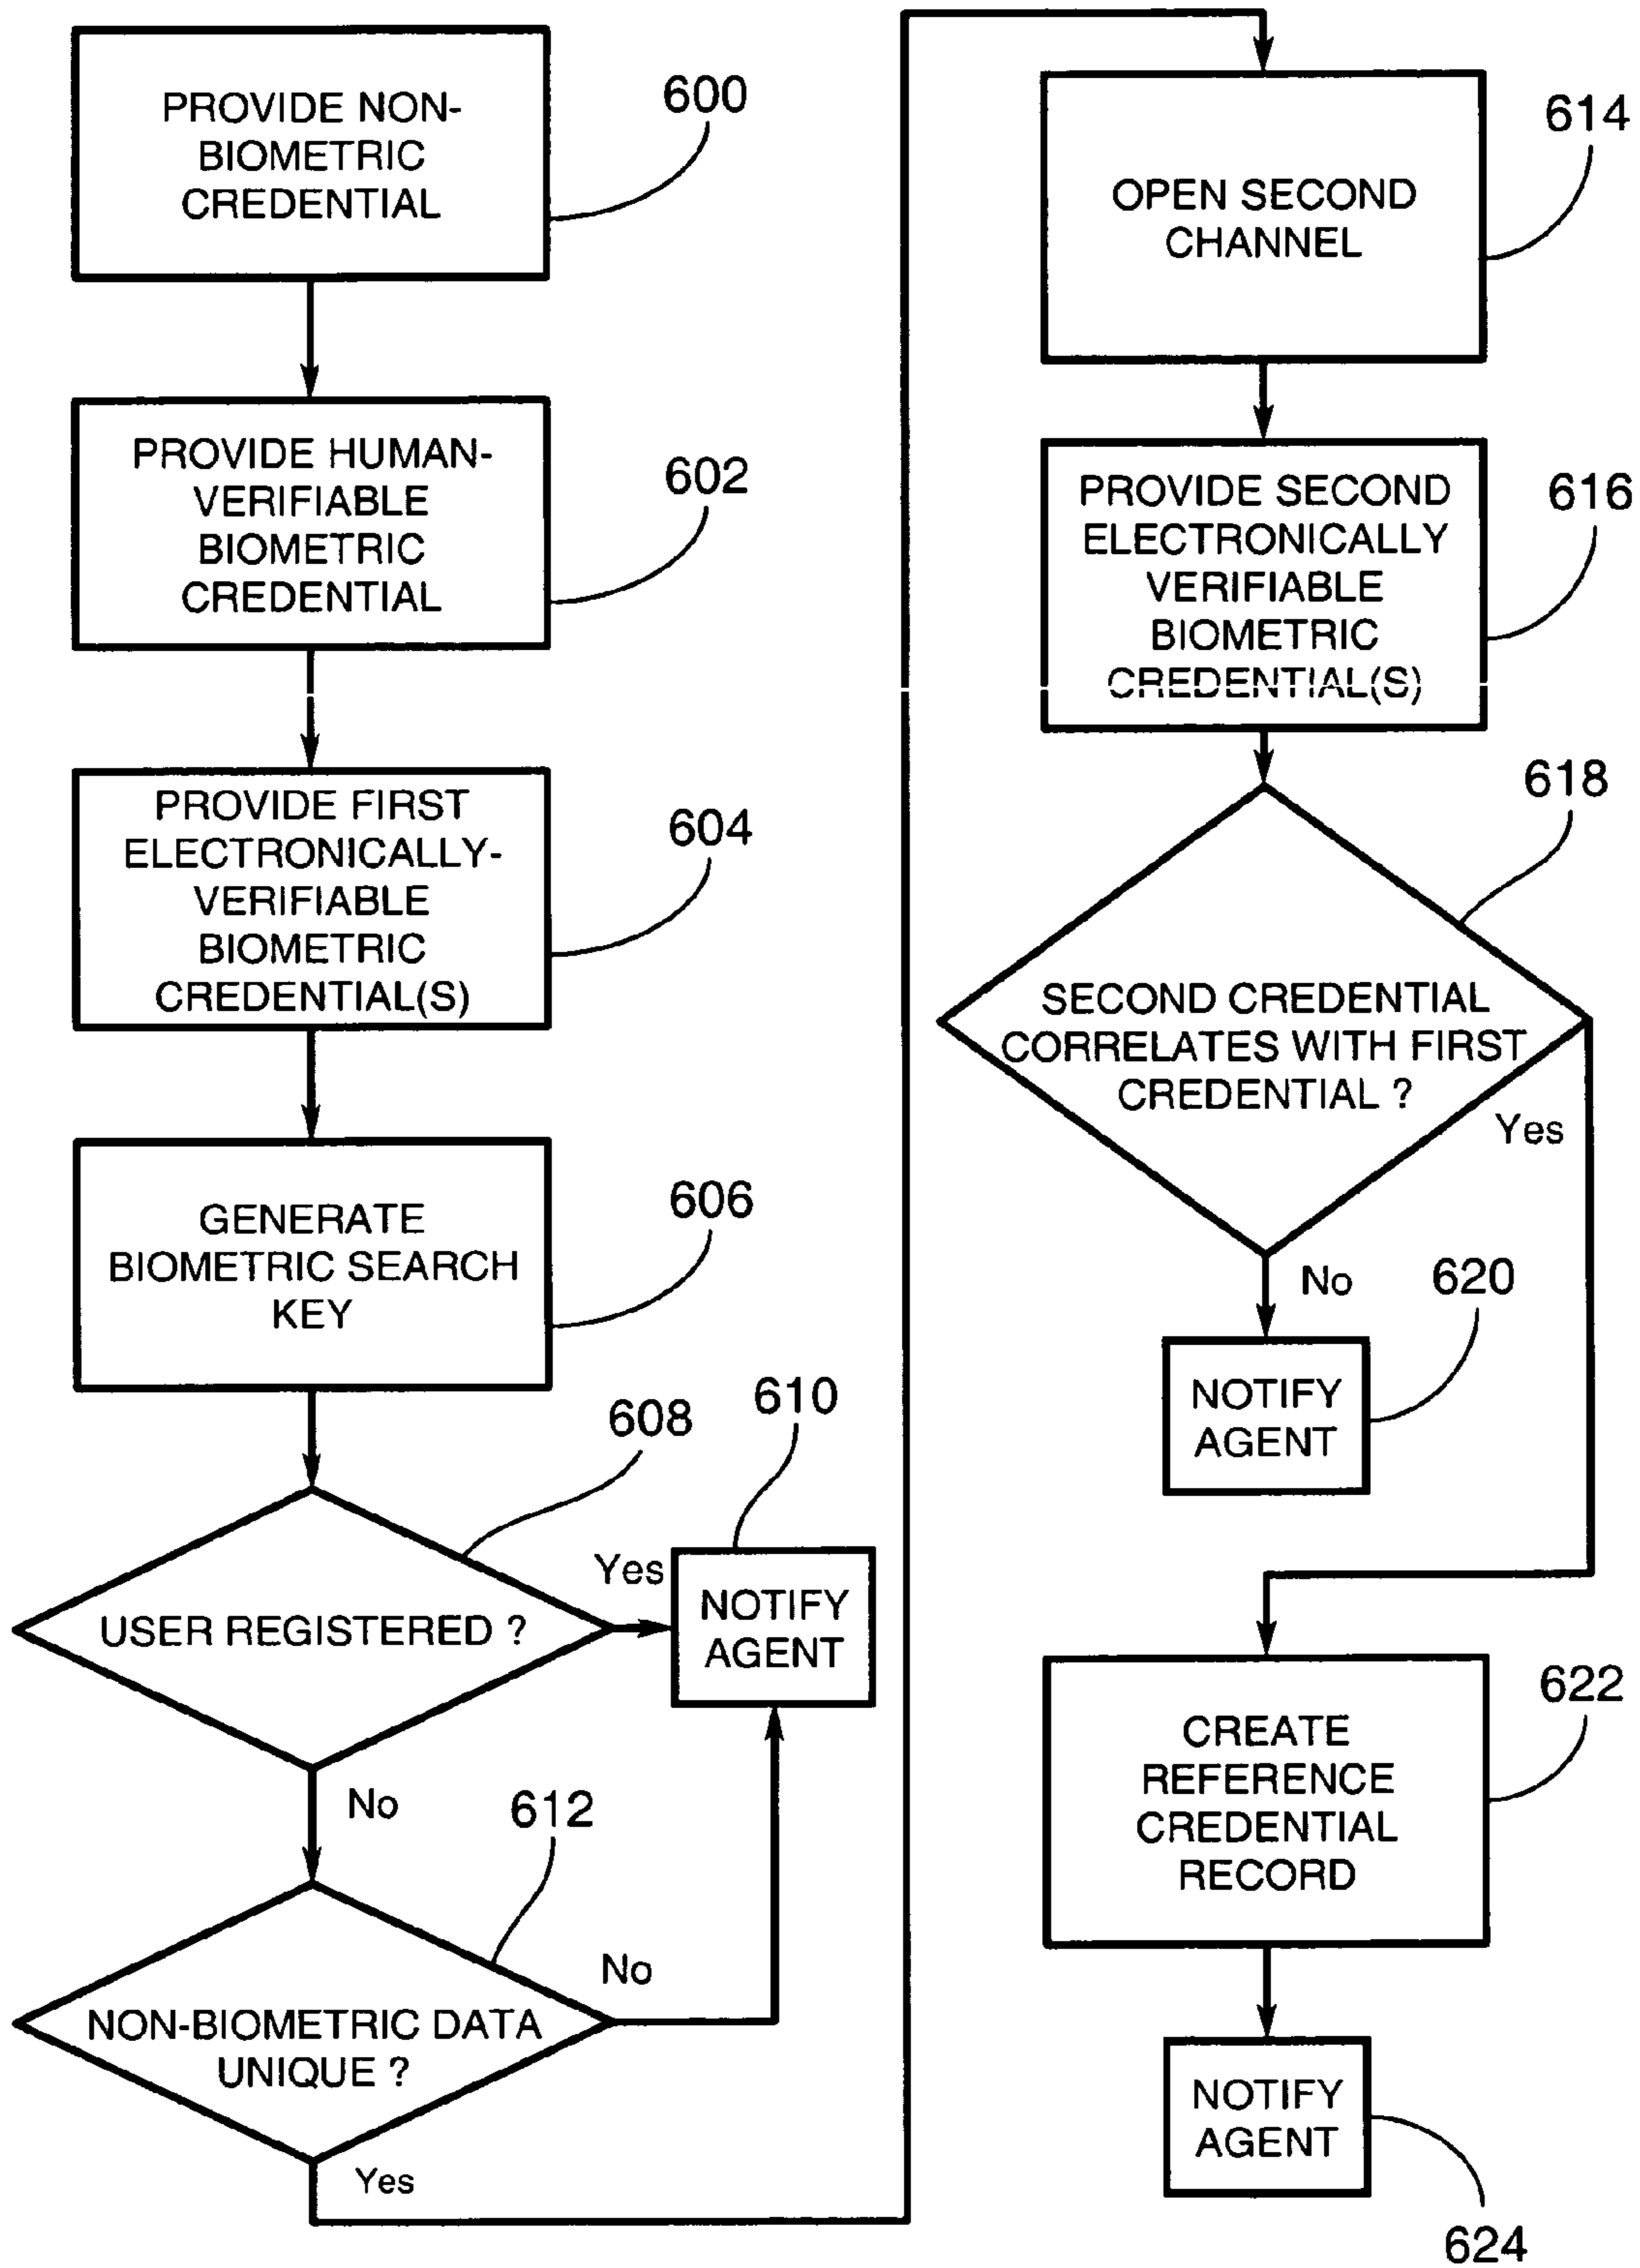 PROVIDE NON-
BIOMETRIC
CREDENTIAL
600
PROVIDE HUMAN-
VERIFIABLE
BIOMETRIC
CREDENTIAL
602
PROVIDE FIRST
ELECTRONICALLY-
VERIFIABLE
BIOMETRIC
CREDENTIAL(S)
604
GENERATE
BIOMETRIC SEARCH
KEY
606
USER REGISTERED ?
608
Yes
NOTIFY
AGENT
610
No
NON-BIOMETRIC DATA
UNIQUE ?
612
No
Yes
OPEN SECOND
CHANNEL
614
PROVIDE SECOND
ELECTRONICALLY
VERIFIABLE
BIOMETRIC
CREDENTIAL(S)
616
SECOND CREDENTIAL
CORRELATES WITH FIRST
CREDENTIAL ?
618
Yes
No
NOTIFY
AGENT
620
CREATE
REFERENCE
CREDENTIAL
RECORD
622
NOTIFY
AGENT
624